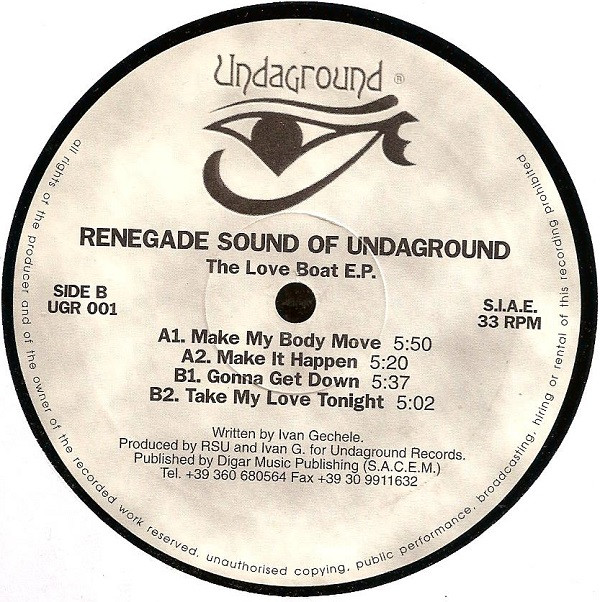 Undaground ®
RENEGADE SOUND OF UNDAGROUND
The Love Boat E.P.
SIDE B
UGR 001
S.I.A.E.
33 RPM
A1. Make My Body Move 5:50
A2. Make It Happen 5:20
B1. Gonna Get Down 5:37
B2. Take My Love Tonight 5:02
Written by Ivan Gechele.
Produced by RSU and Ivan G. for Undaground Records.
Published by Digar Music Publishing (S.A.C.E.M.)
Tel. +39 360 680564 Fax +39 30 9911632
all rights of the producer and of the owner of the recorded work reserved, unauthorised copying, public performance, broadcasting, hiring or rental of this recording prohibited